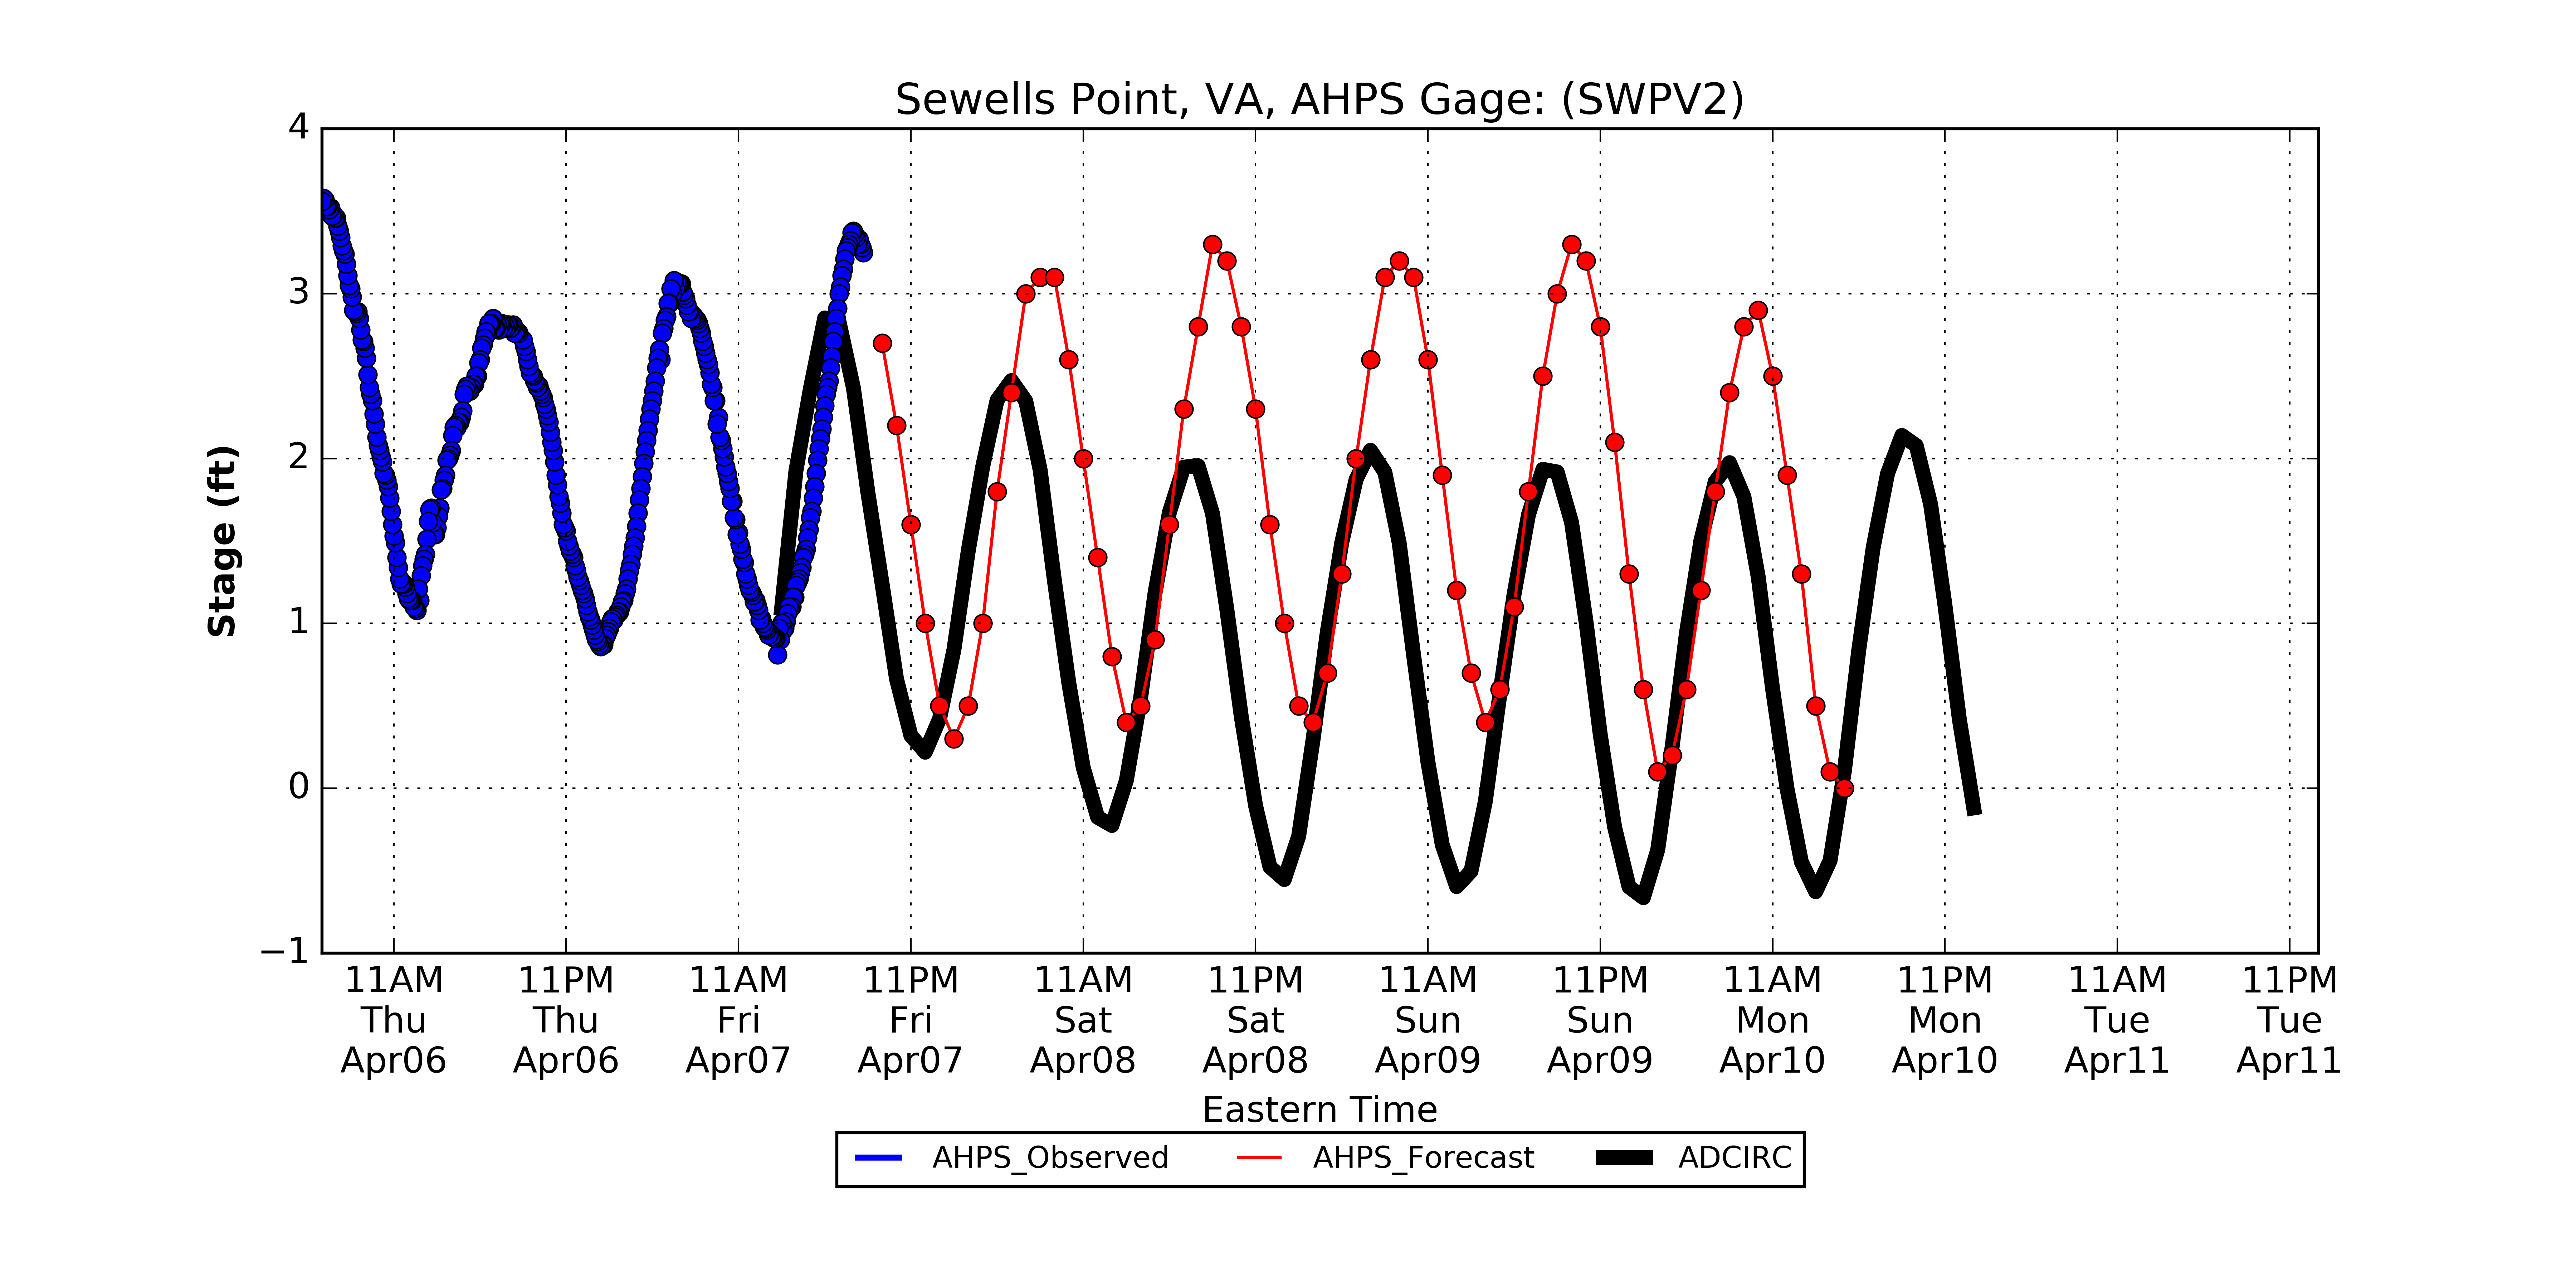 Sewells Point, VA, AHPS Gage: (SWPV2)
4
3
2
1
0
−1
Stage (ft)
11AM 11PM 11AM 11PM 11AM 11PM 11AM 11PM 11AM 11PM 11AM 11PM
Thu Thu Fri Fri Sat Sat Sun Sun Mon Mon Tue Tue
Apr06 Apr06 Apr07 Apr07 Apr08 Apr08 Apr09 Apr09 Apr10 Apr10 Apr11 Apr11
Eastern Time
AHPS_Observed AHPS_Forecast ADCIRC